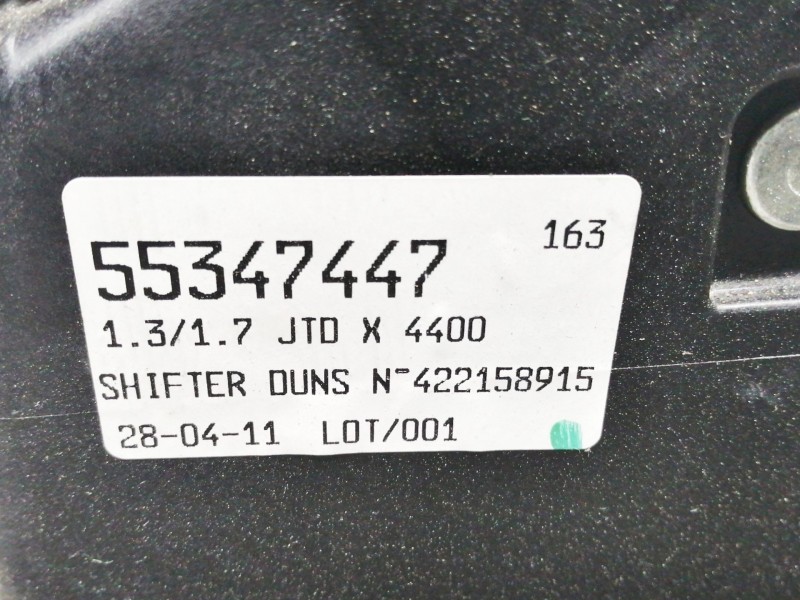 163
55347447
1.3/1.7 JTD X 4400
SHIFTER DUNS N°422158915
28-04-11 LOT/001